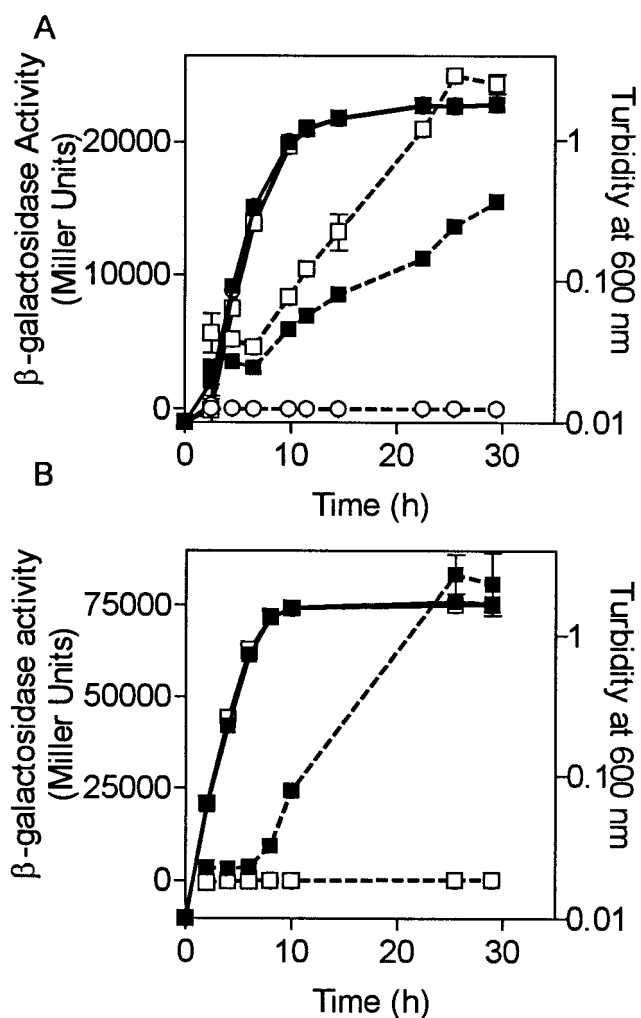 A
β-galactosidase Activity
(Miller Units)
20000
10000
0
Turbidity at 600 nm
1
0.100
0.01
0 10 20 30
Time (h)
B
β-galactosidase activity
(Miller Units)
75000
50000
25000
0
Turbidity at 600 nm
1
0.100
0.01
0 10 20 30
Time (h)